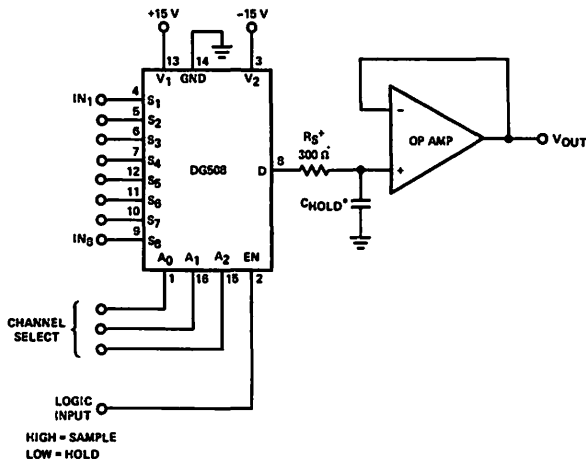 +15 V
-15 V
13
14
3
V1
GND
V2
IN1
4
S1
5
S2
6
S3
7
S4
12
S5
11
S6
10
S7
IN8
9
S8
DG508
D
8
RS+
300 Ω
CHOLD*
-
+
OP AMP
VOUT
A0
A1
A2
EN
1
16
15
2
CHANNEL
SELECT
LOGIC
INPUT
HIGH = SAMPLE
LOW = HOLD